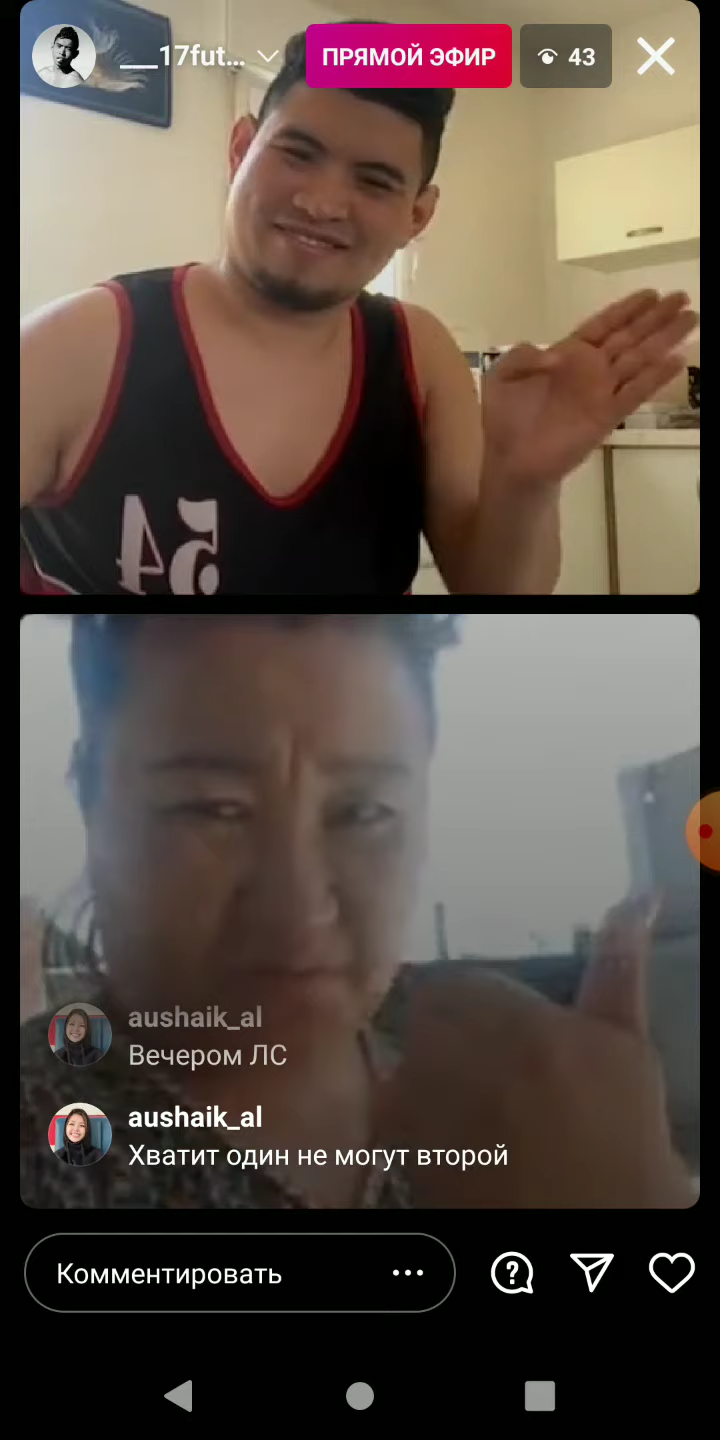 ___17fut...
ПРЯМОЙ ЭФИР
43
54
aushaik_al
Вечером ЛС
aushaik_al
Хватит один не могут второй
Комментировать